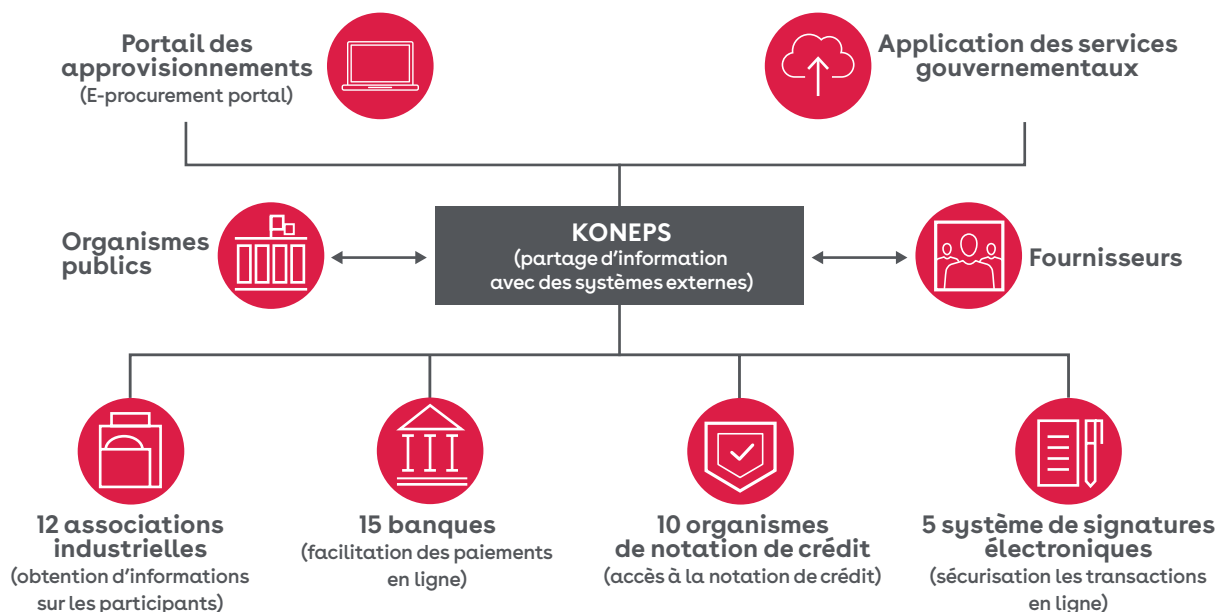 Portail des
approvisionnements
(E-procurement portal)
Application des services
gouvernementaux
Organismes
publics
KONEPS
(partage d'information
avec des systèmes externes)
Fournisseurs
12 associations
industrielles
(obtention d'informations
sur les participants)
15 banques
(facilitation des paiements
en ligne)
10 organismes
de notation de crédit
(accès à la notation de crédit)
5 système de signatures
électroniques
(sécurisation les transactions
en ligne)